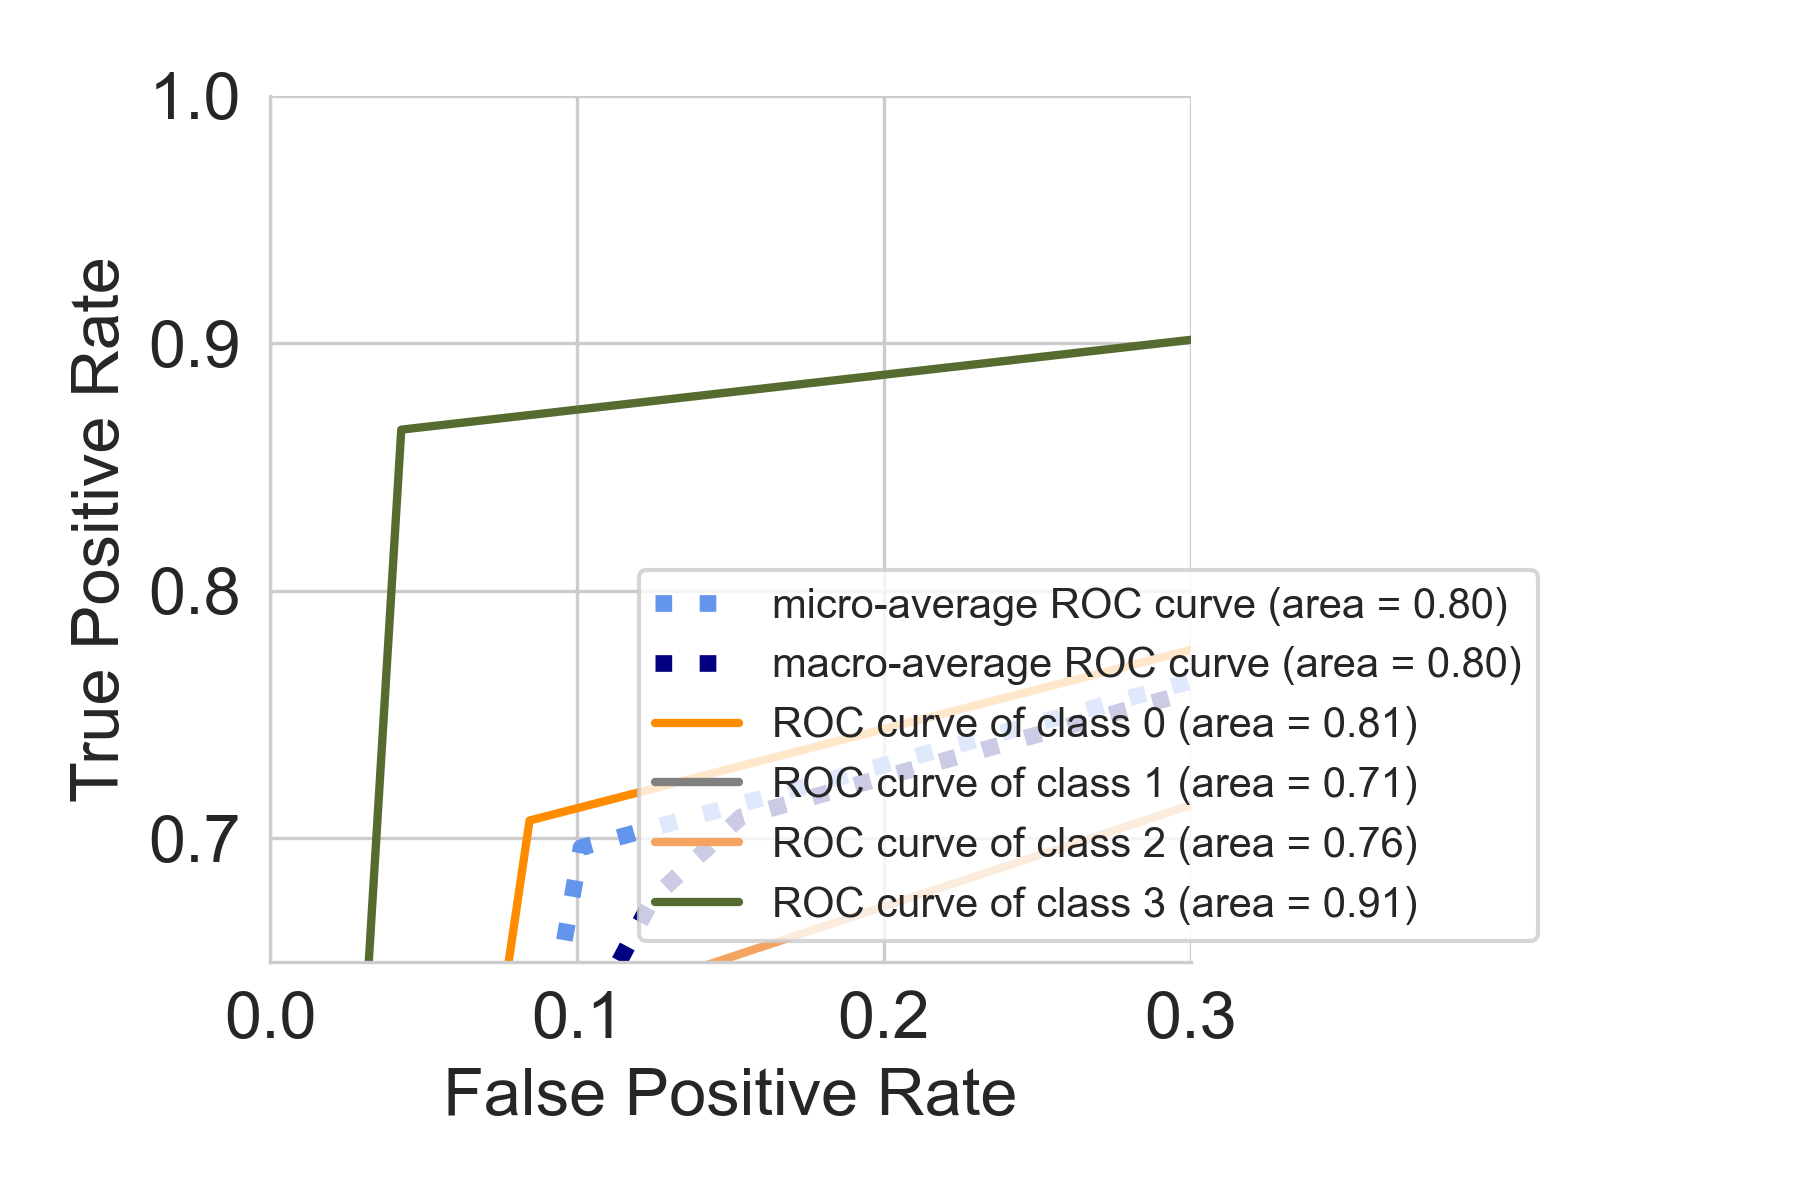 1.0
0.9
0.8
0.7
True Positive Rate
micro-average ROC curve (area = 0.80)
macro-average ROC curve (area = 0.80)
ROC curve of class 0 (area = 0.81)
ROC curve of class 1 (area = 0.71)
ROC curve of class 2 (area = 0.76)
ROC curve of class 3 (area = 0.91)
0.0 0.1 0.2 0.3
False Positive Rate